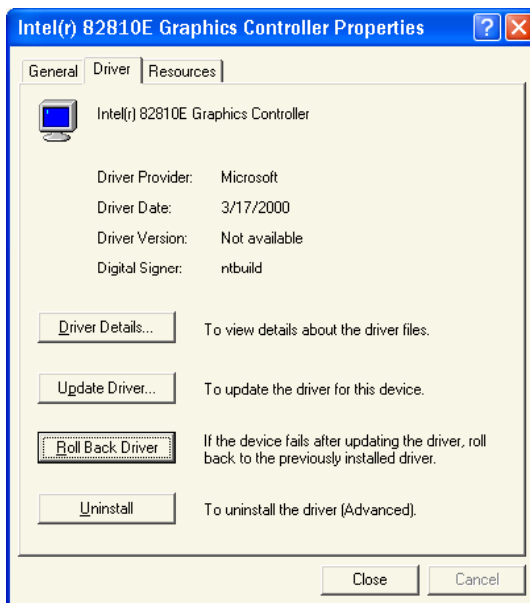 Intel(r) 82810E Graphics Controller Properties
General Driver Resources
Intel(r) 82810E Graphics Controller
Driver Provider: Microsoft
Driver Date: 3/17/2000
Driver Version: Not available
Digital Signer: ntbuild
Driver Details... To view details about the driver files.
Update Driver... To update the driver for this device.
Roll Back Driver If the device fails after updating the driver, roll
back to the previously installed driver.
Uninstall To uninstall the driver (Advanced).
Close Cancel